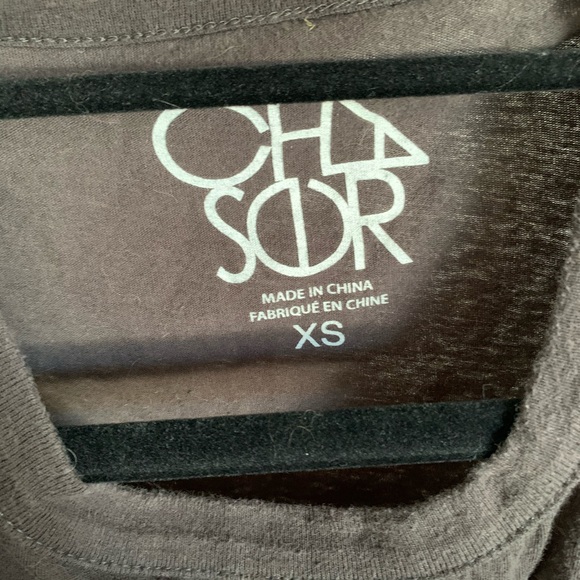 CHA
SER
MADE IN CHINA
FABRIQUÉ EN CHINE
XS